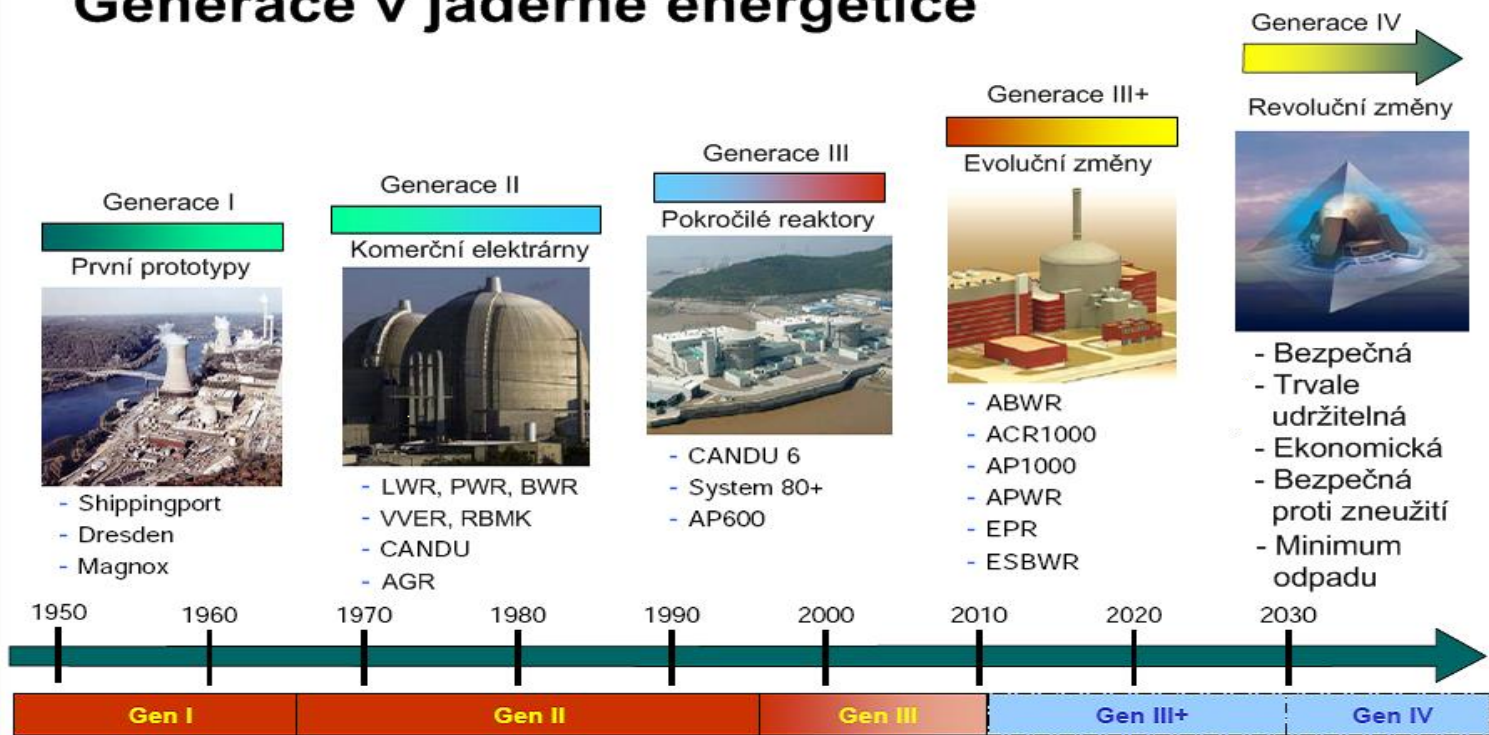 Generace v jaderné energetice
Generace I
První prototypy
- Shippingport
- Dresden
- Magnox
Generace II
Komerční elektrárny
- LWR, PWR, BWR
- VVER, RBMK
- CANDU
- AGR
Generace III
Pokročilé reaktory
- CANDU 6
- System 80+
- AP600
Generace III+
Evoluční změny
- ABWR
- ACR1000
- AP1000
- APWR
- EPR
- ESBWR
Generace IV
Revoluční změny
- Bezpečná
- Trvale
udržitelná
- Ekonomická
- Bezpečná
proti zneužití
- Minimum
odpadu
1950 1960 1970 1980 1990 2000 2010 2020 2030
Gen I Gen II Gen III Gen III+ Gen IV